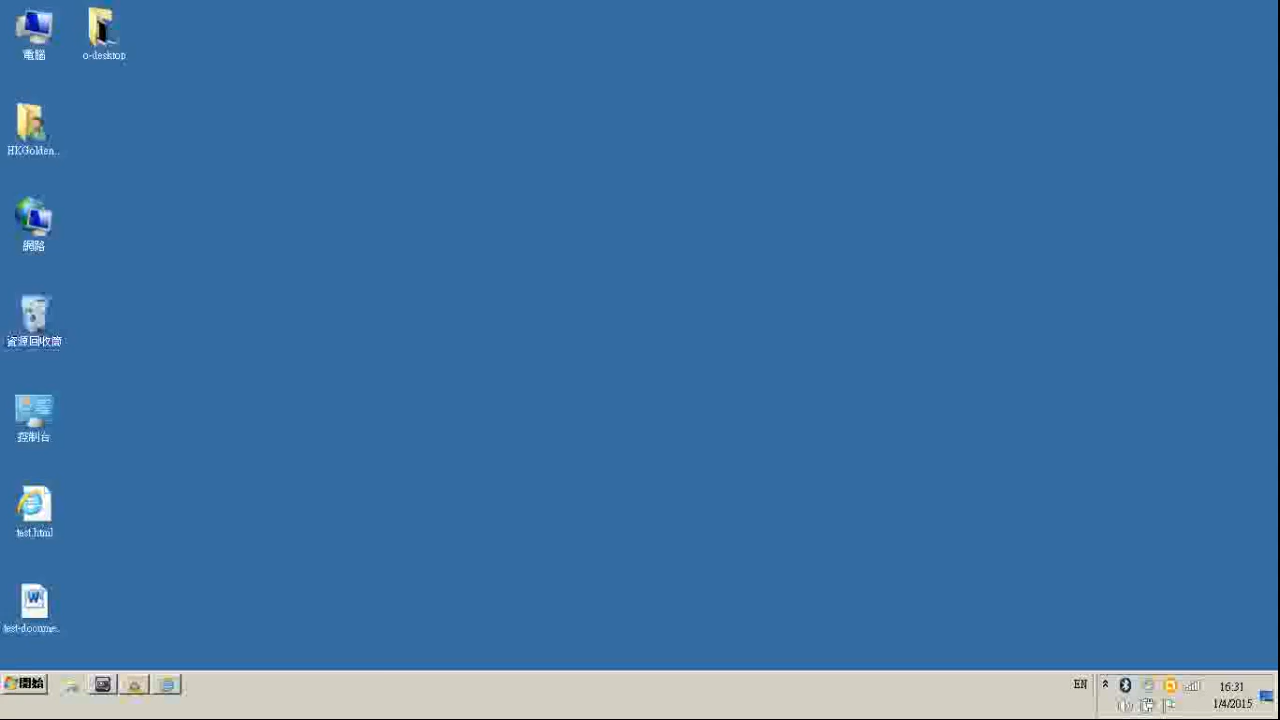 電腦
o-desktop
HKGolden..
網路
資源回收筒
控制台
test.html
test-docume..
開始
EN
16:31
1/4/2015